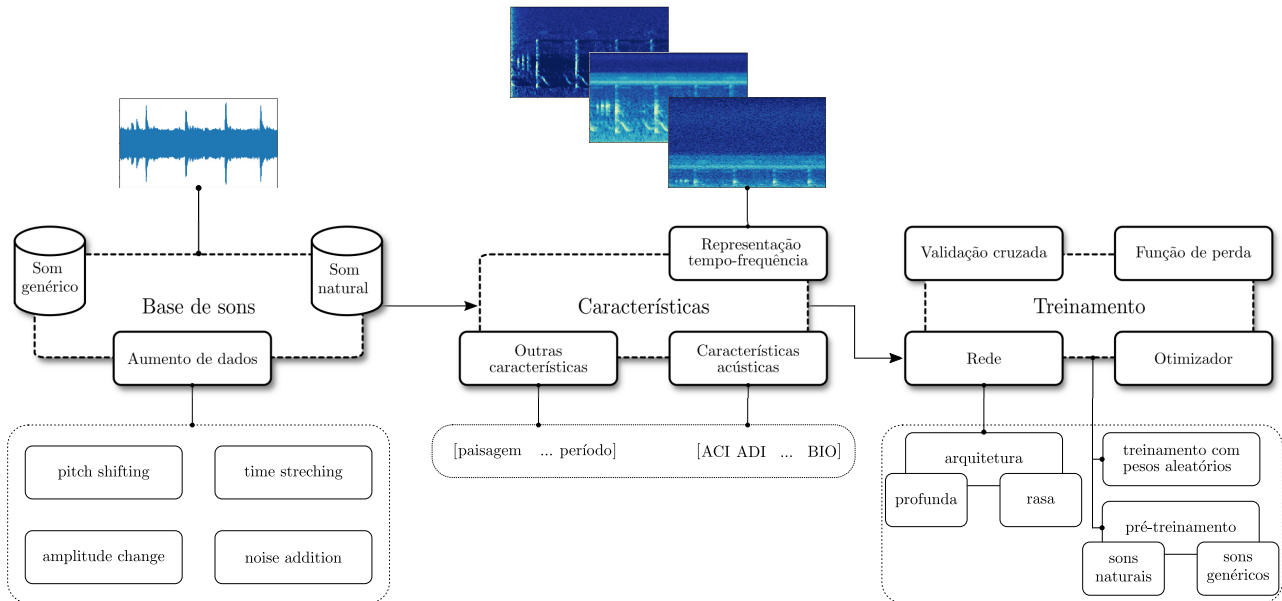 Som
genérico
Som
natural
Base de sons
Aumento de dados
pitch shifting
time streching
amplitude change
noise addition
Representação
tempo-frequência
Características
Outras
características
Características
acústicas
[paisagem ... período]
[ACI ADI ... BIO]
Validação cruzada
Função de perda
Treinamento
Rede
Otimizador
arquitetura
profunda
rasa
treinamento com
pesos aleatórios
pré-treinamento
sons
naturais
sons
genéricos